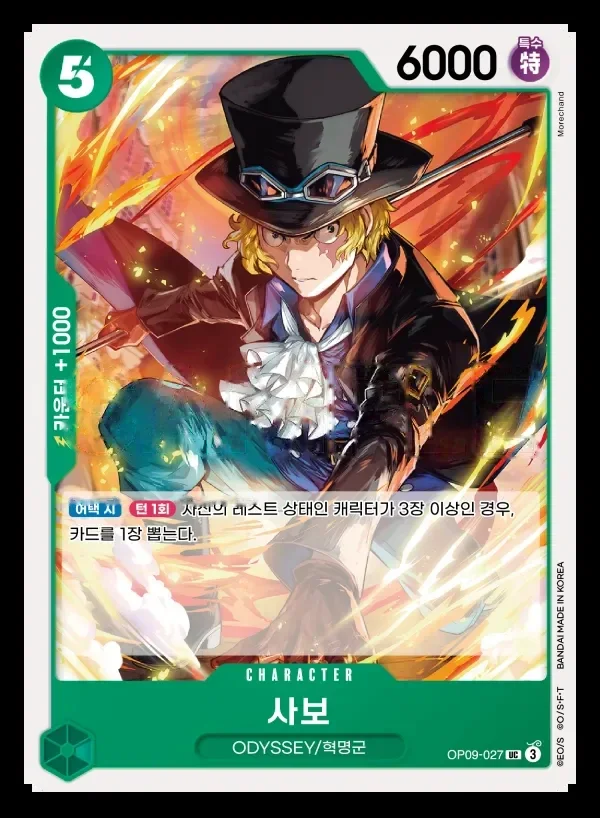 5
6000
특수
特
Morechand
카운터 +1000
어택 시 턴 1회 자신의 레스트 상태인 캐릭터가 3장 이상인 경우,
카드를 1장 뽑는다.
CHARACTER
사보
ODYSSEY/혁명군
OP09-027 UC 3
©EO/S ©O/S·F·T BANDAI MADE IN KOREA